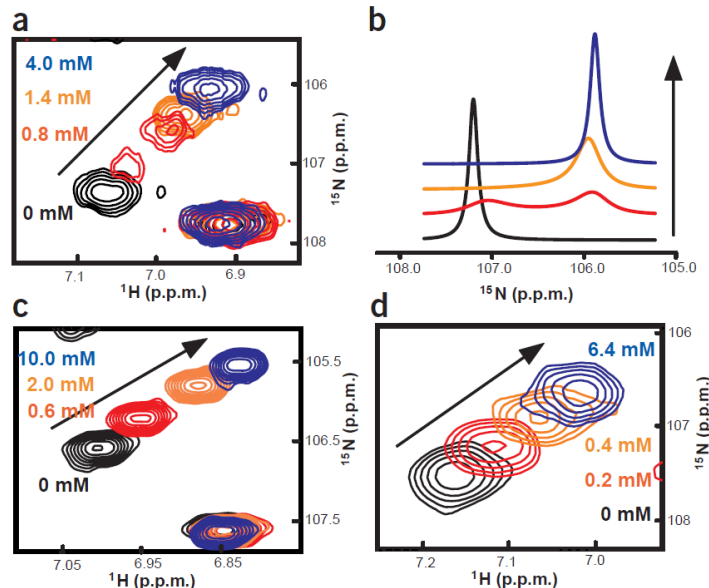 a
4.0 mM
1.4 mM
0.8 mM
0 mM
106
107
108
15N (p.p.m.)
7.1
7.0
6.9
1H (p.p.m.)
b
108.0
107.0
106.0
105.0
15N (p.p.m.)
c
10.0 mM
2.0 mM
0.6 mM
0 mM
105.5
106.5
107.5
15N (p.p.m.)
7.05
6.95
6.85
1H (p.p.m.)
d
6.4 mM
0.4 mM
0.2 mM
0 mM
106
107
108
15N (p.p.m.)
7.2
7.1
7.0
1H (p.p.m.)